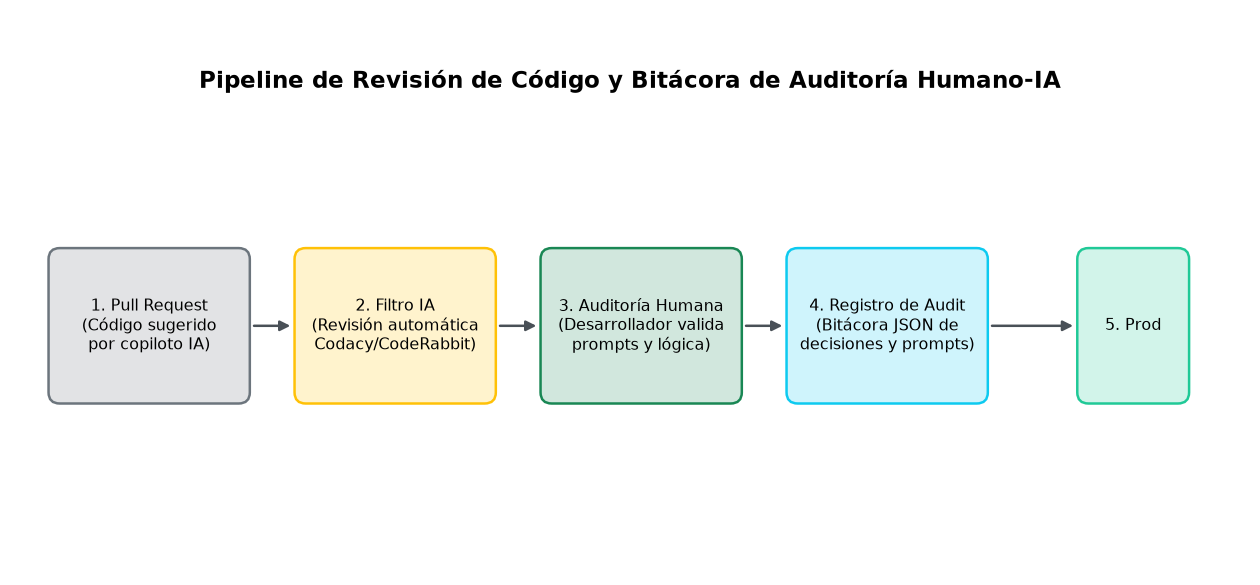 Pipeline de Revisión de Código y Bitácora de Auditoría Humano-IA
1. Pull Request
(Código sugerido
por copiloto IA)
2. Filtro IA
(Revisión automática
Codacy/CodeRabbit)
3. Auditoría Humana
(Desarrollador valida
prompts y lógica)
4. Registro de Audit
(Bitácora JSON de
decisiones y prompts)
5. Prod